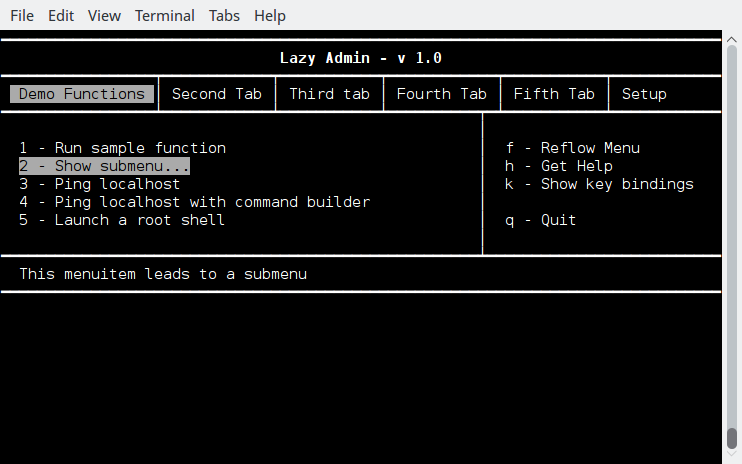 File Edit View Terminal Tabs Help
Lazy Admin - v 1.0
Demo Functions Second Tab Third tab Fourth Tab Fifth Tab Setup
1 - Run sample function f - Reflow Menu
2 - Show submenu... h - Get Help
3 - Ping localhost k - Show key bindings
4 - Ping localhost with command builder
5 - Launch a root shell q - Quit
This menuitem leads to a submenu